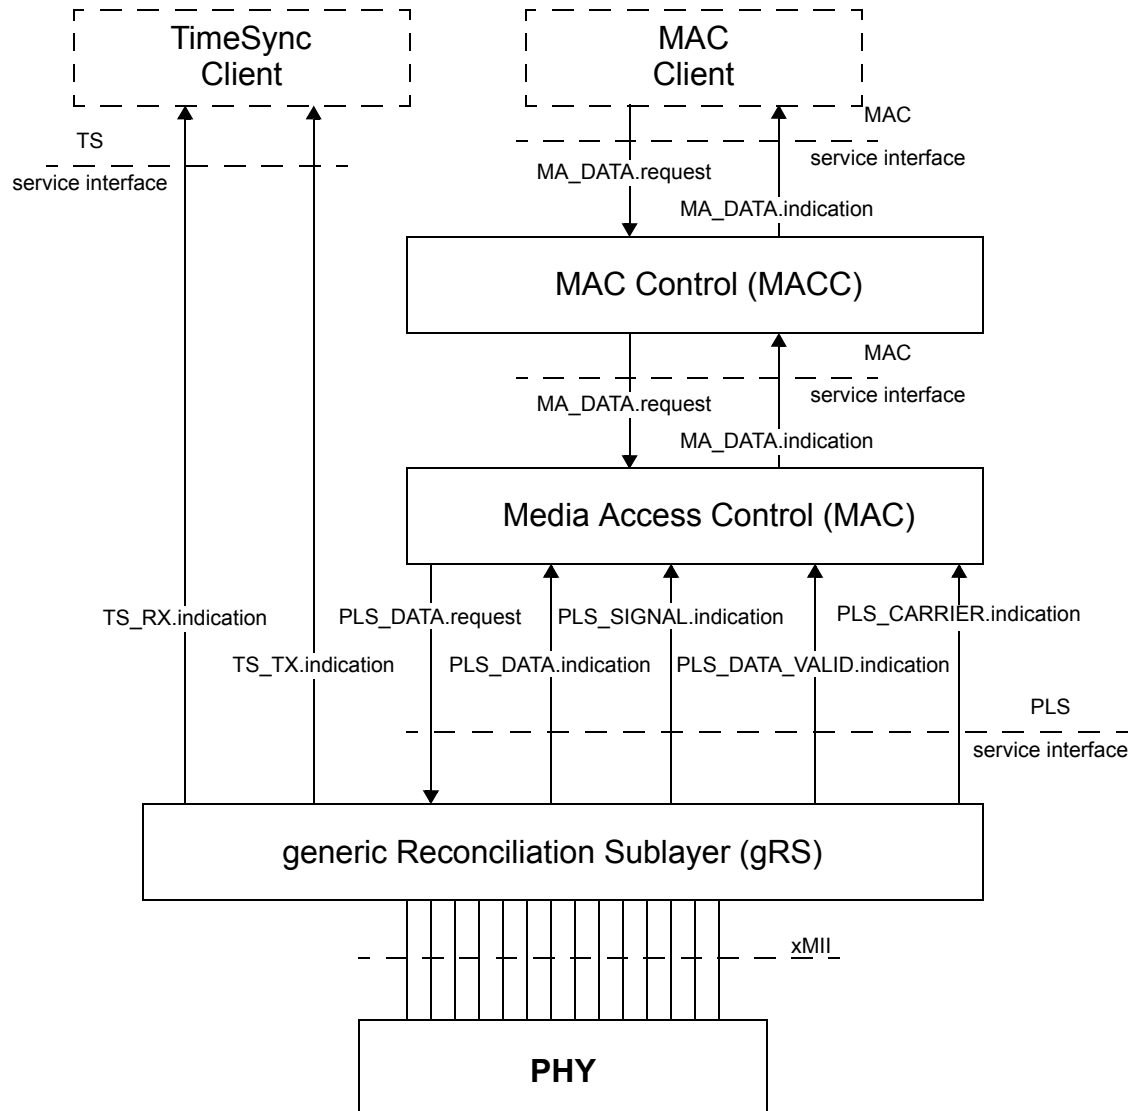 TimeSync
Client
MAC
Client
MAC
TS
service interface
service interface
MA_DATA.request
MA_DATA.indication
MAC Control (MACC)
MAC
service interface
MA_DATA.request
MA_DATA.indication
Media Access Control (MAC)
TS_RX.indication
PLS_DATA.request
PLS_SIGNAL.indication
PLS_CARRIER.indication
TS_TX.indication
PLS_DATA.indication
PLS_DATA_VALID.indication
PLS
service interface
generic Reconciliation Sublayer (gRS)
xMII
PHY